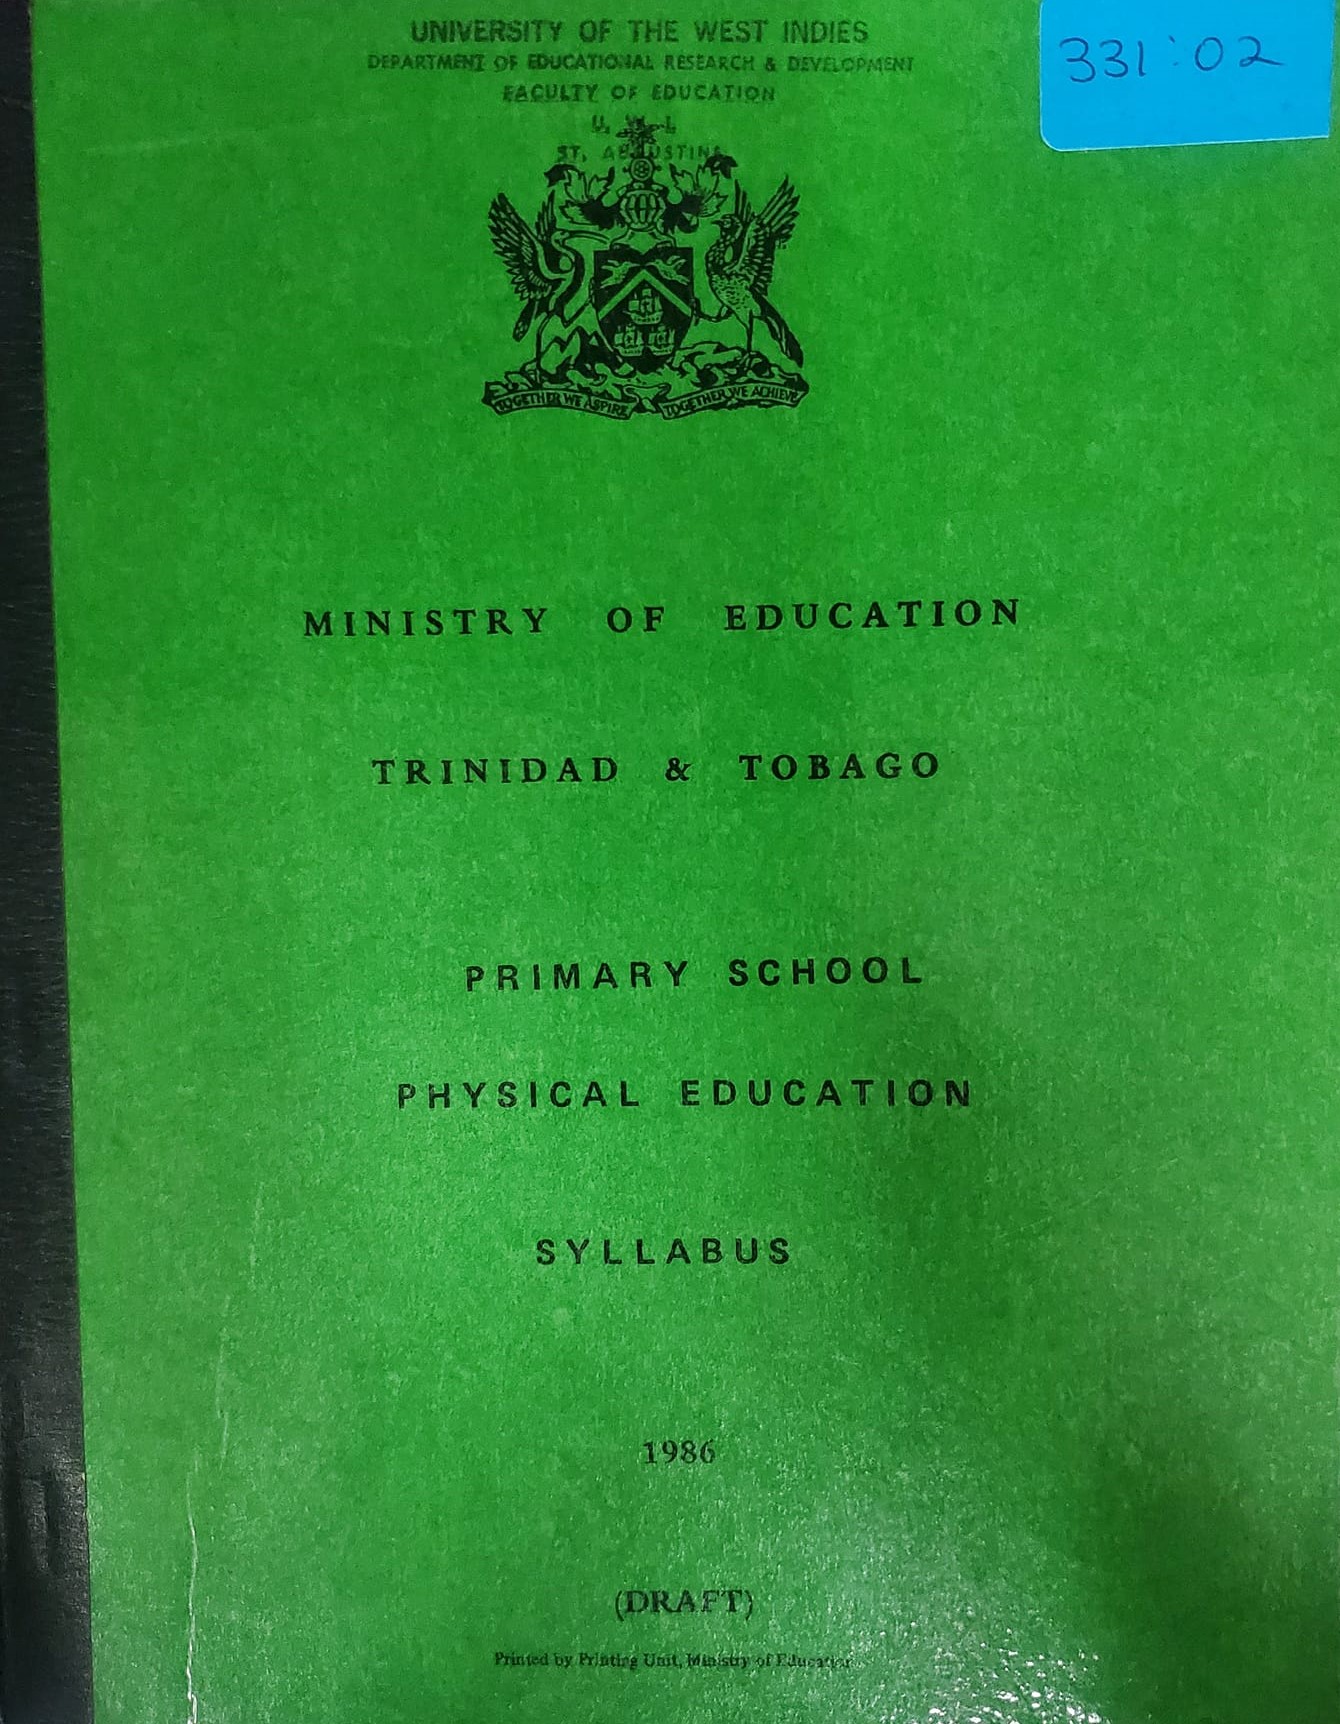 UNIVERSITY OF THE WEST INDIES
DEPARTMENT OF EDUCATIONAL RESEARCH & DEVELOPMENT
FACULTY OF EDUCATION
U. W. I.
ST. AUGUSTINE
331:02
TOGETHER WE ASPIRE TOGETHER WE ACHIEVE
MINISTRY OF EDUCATION
TRINIDAD & TOBAGO
PRIMARY SCHOOL
PHYSICAL EDUCATION
SYLLABUS
1986
(DRAFT)
Printed by Printing Unit, Ministry of Education